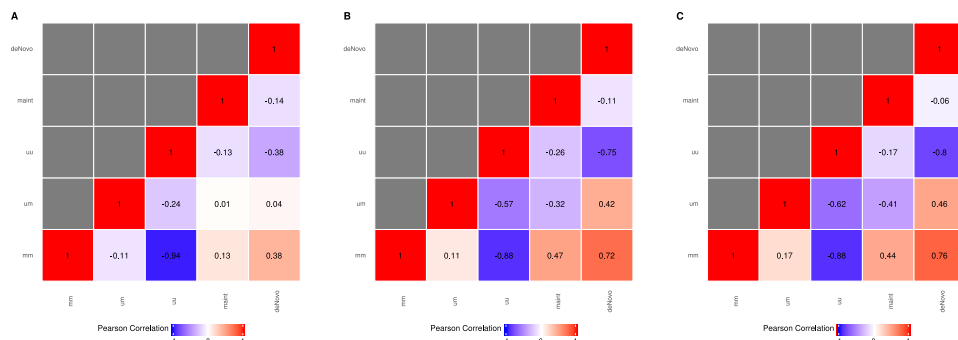 A
deNovo
1
maint
1
-0.14
uu
1
-0.13
-0.38
um
1
-0.24
0.01
0.04
mm
1
-0.11
-0.94
0.13
0.38
mm
um
uu
maint
deNovo
Pearson Correlation
B
deNovo
1
maint
1
-0.11
uu
1
-0.26
-0.75
um
1
-0.57
-0.32
0.42
mm
1
0.11
-0.88
0.47
0.72
mm
um
uu
maint
deNovo
Pearson Correlation
C
deNovo
1
maint
1
-0.06
uu
1
-0.17
-0.8
um
1
-0.62
-0.41
0.46
mm
1
0.17
-0.88
0.44
0.76
mm
um
uu
maint
deNovo
Pearson Correlation